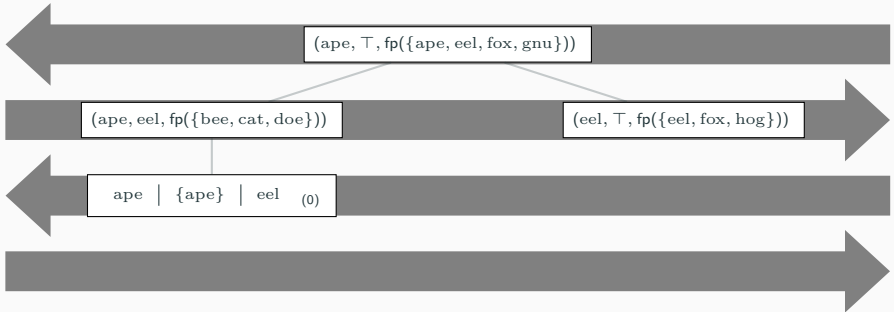 (ape, ⊤, fp({ape, eel, fox, gnu}))
(ape, eel, fp({bee, cat, doe}))
(eel, ⊤, fp({eel, fox, hog}))
ape | {ape} | eel (0)